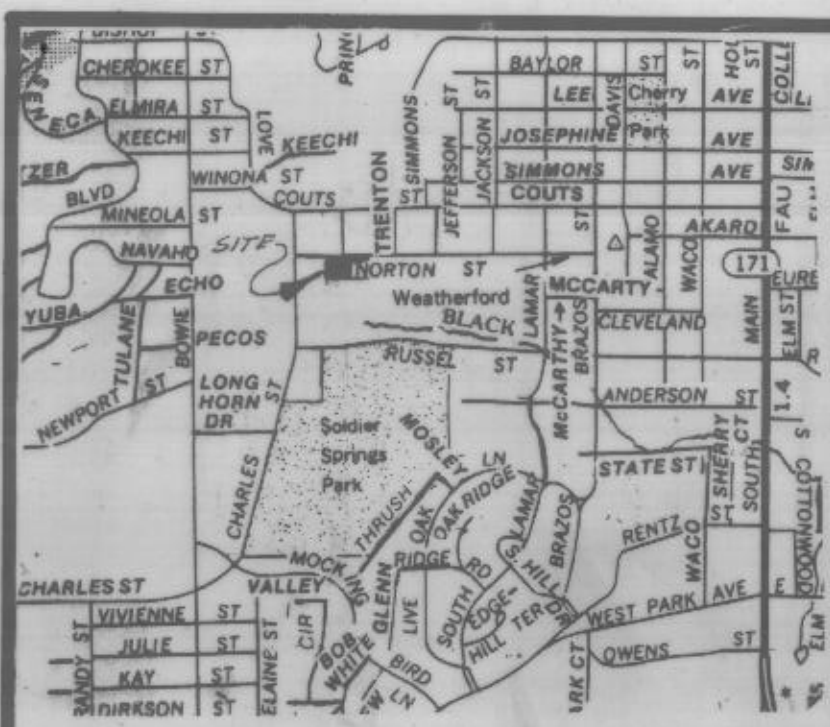 BISHOP ST
CHEROKEE ST
ELMIRA ST
KEECHI ST
SENECA
LOVE
KEECHI
WINONA ST
BLVD
MINEOLA ST
COUTS ST
NAVAHO
SITE
ECHO
YUBA
TULANE
BOWIE
PECOS
NEWPORT ST
LONG
HORN
DR
CHARLES ST
TRENTON
SIMMONS
JEFFERSON ST
JACKSON ST
BAYLOR ST
LEE AVE
DAVIS
Cherry
Park
JOSEPHINE AVE
SIMMONS AVE
COUTS ST
AKARD
ALAMO
WACO
171
FAU
NORTON ST
Weatherford
BLACK
LAMAR
MCCARTY
McCARTHY
BRAZOS
CLEVELAND
MAIN
ELM ST
RUSSEL ST
ANDERSON ST
1.4
Soldier
Springs
Park
MOSLEY LN
STATE ST
SHERRY CT
SOUTH
ST
COTTONWOOD
S
THRUSH
OAK
OAK RIDGE
LAMAR
BRAZOS
RENTZ
WACO
MOCKING
RIDGE RD
S. HILL DR
CHARLES ST
VALLEY
GLENN
LIVE
SOUTH
EDGE-
HILL TER
WEST PARK AVE E
VIVIENNE ST
JULIE ST
KAY ST
DIRKSON ST
RANDY ST
ELAINE ST
CIR
BOB
WHITE
BIRD
LN
OWENS ST
ELM